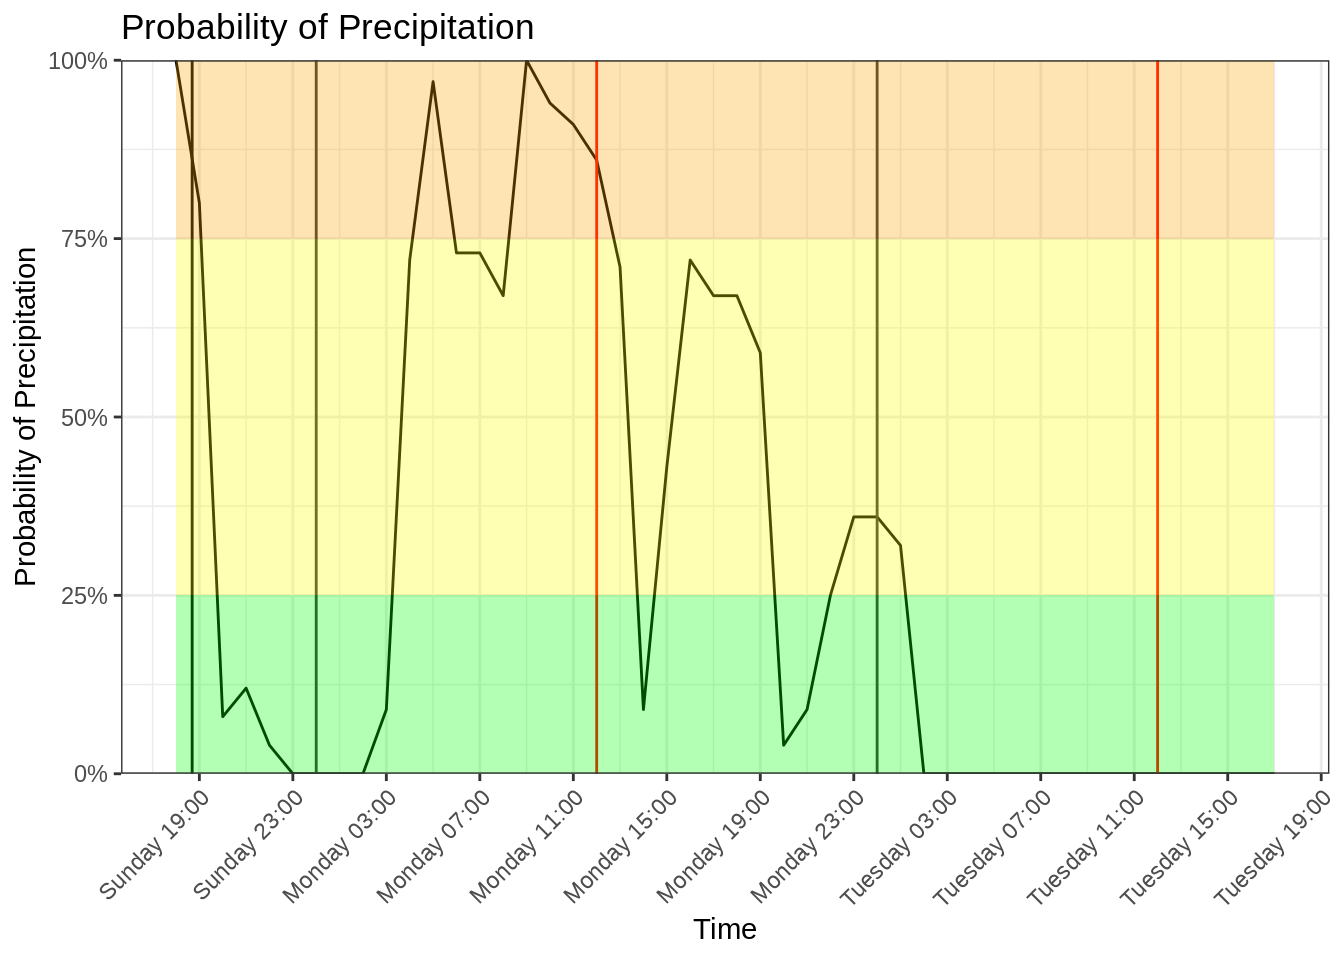 Probability of Precipitation
Probability of Precipitation
100%
75%
50%
25%
0%
Sunday 19:00
Sunday 23:00
Monday 03:00
Monday 07:00
Monday 11:00
Monday 15:00
Monday 19:00
Monday 23:00
Tuesday 03:00
Tuesday 07:00
Tuesday 11:00
Tuesday 15:00
Tuesday 19:00
Time